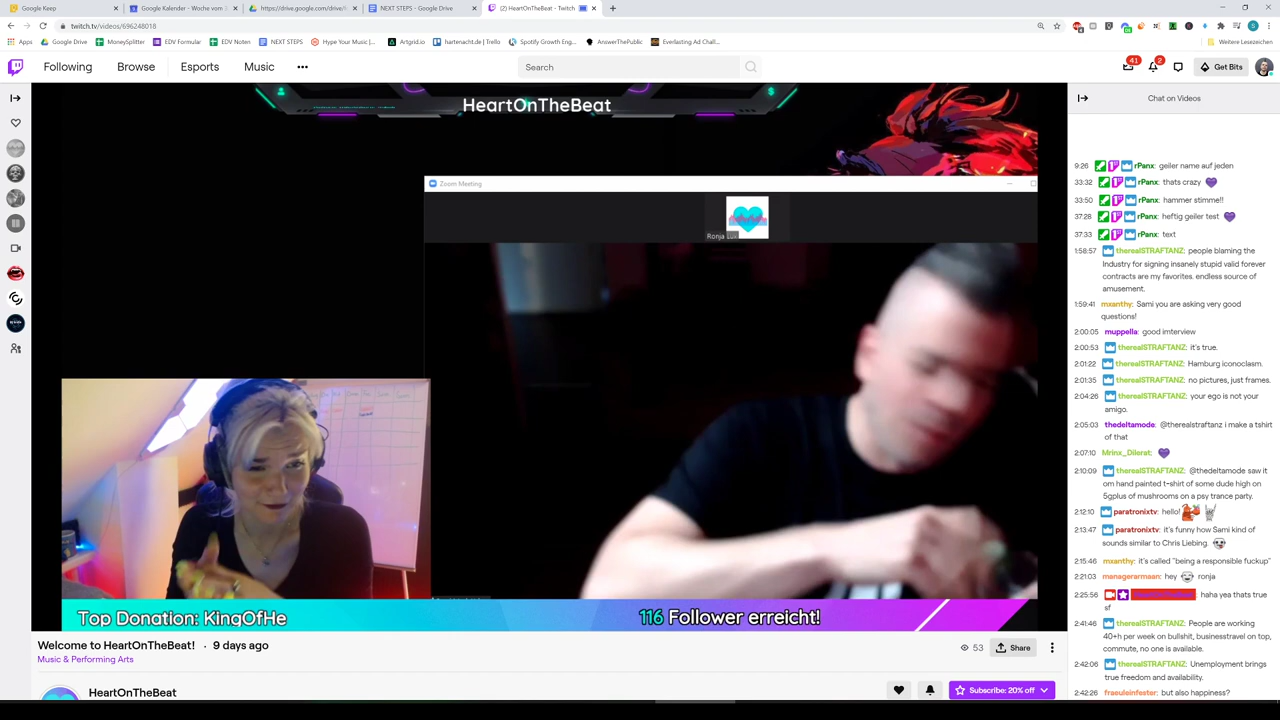 Google Keep
Google Kalender - Woche vom 1
https://drive.google.com/drive/f
NEXT STEPS - Google Drive
(2) HeartOnTheBeat - Twitch
twitch.tv/videos/696248018
Apps
Google Drive
MoneySplitter
EDV Formular
EDV Noten
NEXT STEPS
Hype Your Music |...
Artgrid.io
hartenacht.de | Trello
Spotify Growth Eng...
AnswerThePublic
Everlasting Ad Chall...
Weitere Lesezeichen
Following
Browse
Esports
Music
Search
41
2
Get Bits
HeartOnTheBeat
Zoom Meeting
Ronja Lux
Top Donation: KingOfHe
116 Follower erreicht!
Welcome to HeartOnTheBeat! · 9 days ago
Music & Performing Arts
53
Share
HeartOnTheBeat
Subscribe: 20% off
Chat on Videos
9:26 rPanx: geiler name auf jeden
33:32 rPanx: thats crazy
33:50 rPanx: hammer stimme!!
37:28 rPanx: heftig geiler test
37:33 rPanx: text
1:58:57 therealSTRAFTANZ: people blaming the
Industry for signing insanely stupid valid forever
contracts are my favorites. endless source of
amusement.
1:59:41 mxanthy: Sami you are asking very good
questions!
2:00:05 muppella: good imterview
2:00:53 therealSTRAFTANZ: it's true.
2:01:22 therealSTRAFTANZ: Hamburg iconoclasm.
2:01:35 therealSTRAFTANZ: no pictures, just frames.
2:04:26 therealSTRAFTANZ: your ego is not your
amigo.
2:05:03 thedeltamode: @therealstraftanz i make a tshirt
of that
2:07:10 Mrinx_Dilerat:
2:10:09 therealSTRAFTANZ: @thedeltamode saw it
om hand painted t-shirt of some dude high on
5gplus of mushrooms on a psy trance party.
2:12:10 paratronixtv: hello!
2:13:47 paratronixtv: it's funny how Sami kind of
sounds similar to Chris Liebing.
2:15:46 mxanthy: it's called "being a responsible fuckup"
2:21:03 managerarmaan: hey ronja
2:25:56 haha yea thats true
sf
2:41:46 therealSTRAFTANZ: People are working
40+h per week on bullshit, businesstravel on top,
commute, no one is available.
2:42:06 therealSTRAFTANZ: Unemployment brings
true freedom and availability.
2:42:26 fraeuleinfester: but also happiness?